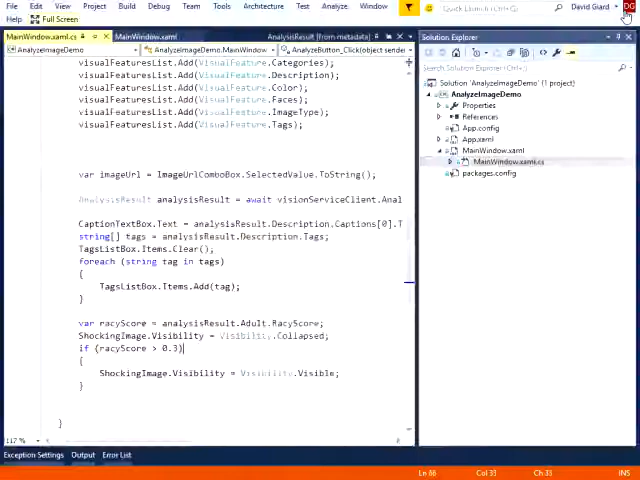 File Edit View Project Build Debug Team Tools Architecture Test Analyze Window
Quick Launch (Ctrl+Q)
David Giard
DG
Help Full Screen
MainWindow.xaml.cs
MainWindow.xaml
AnalysisResult [from metadata]
AnalyzeImageDemo
AnalyzeImageDemo.MainWindow
AnalyzeButton_Click(object sender
visualFeaturesList.Add(VisualFeature.Categories);
visualFeaturesList.Add(VisualFeature.Description);
visualFeaturesList.Add(VisualFeature.Color);
visualFeaturesList.Add(VisualFeature.Faces);
visualFeaturesList.Add(VisualFeature.ImageType);
visualFeaturesList.Add(VisualFeature.Tags);
var imageUrl = ImageUrlComboBox.SelectedValue.ToString();
AnalysisResult analysisResult = await visionServiceClient.Anal
CaptionTextBox.Text = analysisResult.Description.Captions[0].T
string[] tags = analysisResult.Description.Tags;
TagsListBox.Items.Clear();
foreach (string tag in tags)
{
TagsListBox.Items.Add(tag);
}
var racyScore = analysisResult.Adult.RacyScore;
ShockingImage.Visibility = Visibility.Collapsed;
if (racyScore > 0.3)
{
ShockingImage.Visibility = Visibility.Visible;
}
}
117 %
Solution Explorer
Search Solution Explorer (Ctrl+;)
Solution 'AnalyzeImageDemo' (1 project)
AnalyzeImageDemo
Properties
References
App.config
App.xaml
MainWindow.xaml
MainWindow.xaml.cs
packages.config
Exception Settings Output Error List
Ln 66 Col 33 Ch 33 INS